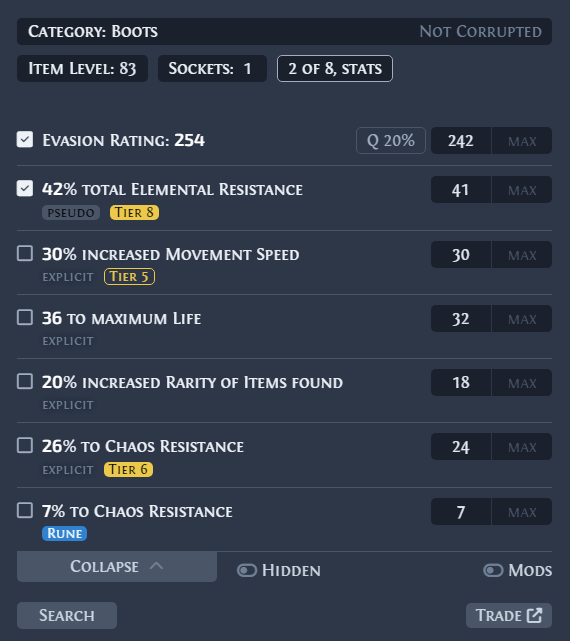 Category: Boots Not Corrupted
Item Level: 83 Sockets: 1 2 of 8, stats
Evasion Rating: 254 Q 20% 242 MAX
42% total Elemental Resistance 41 MAX
pseudo Tier 8
30% increased Movement Speed 30 MAX
explicit Tier 5
36 to maximum Life 32 MAX
explicit
20% increased Rarity of Items found 18 MAX
explicit
26% to Chaos Resistance 24 MAX
explicit Tier 6
7% to Chaos Resistance 7 MAX
Rune
Collapse Hidden Mods
Search Trade